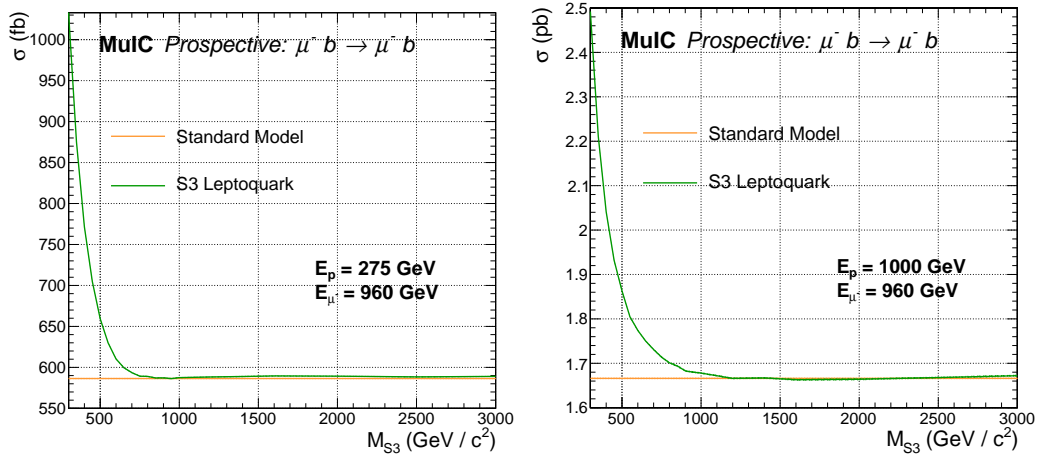 MuIC Prospective: μ⁻ b → μ⁻ b
σ (fb)
1000
950
900
850
800
750
700
650
600
550
Standard Model
S3 Leptoquark
E_p = 275 GeV
E_μ⁻ = 960 GeV
500 1000 1500 2000 2500 3000
M_S3 (GeV / c²)
MuIC Prospective: μ⁻ b → μ⁻ b
σ (pb)
2.5
2.4
2.3
2.2
2.1
2
1.9
1.8
1.7
1.6
Standard Model
S3 Leptoquark
E_p = 1000 GeV
E_μ⁻ = 960 GeV
500 1000 1500 2000 2500 3000
M_S3 (GeV / c²)